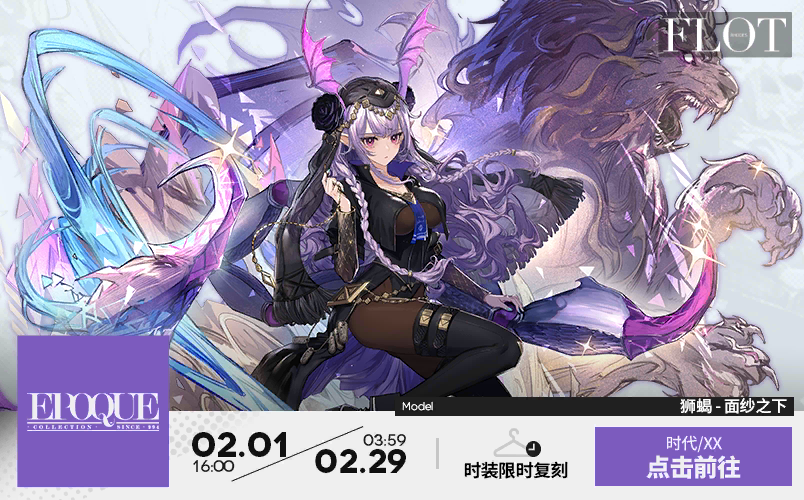 FLOT
Model
狮蝎 - 面纱之下
EPOQUE
· COLLECTION · · SINCE · 894
02.01
16:00
03:59
02.29
时装限时复刻
时代/XX
点击前往